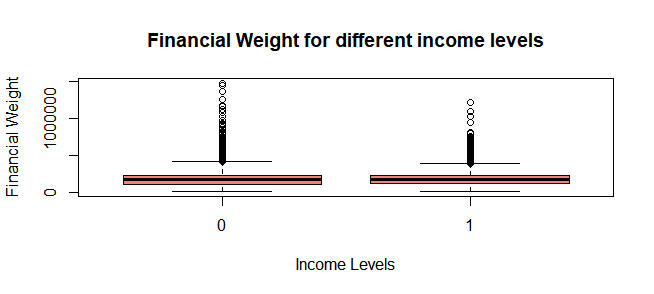 Financial Weight for different income levels
Financial Weight
1000000
0
0
1
Income Levels